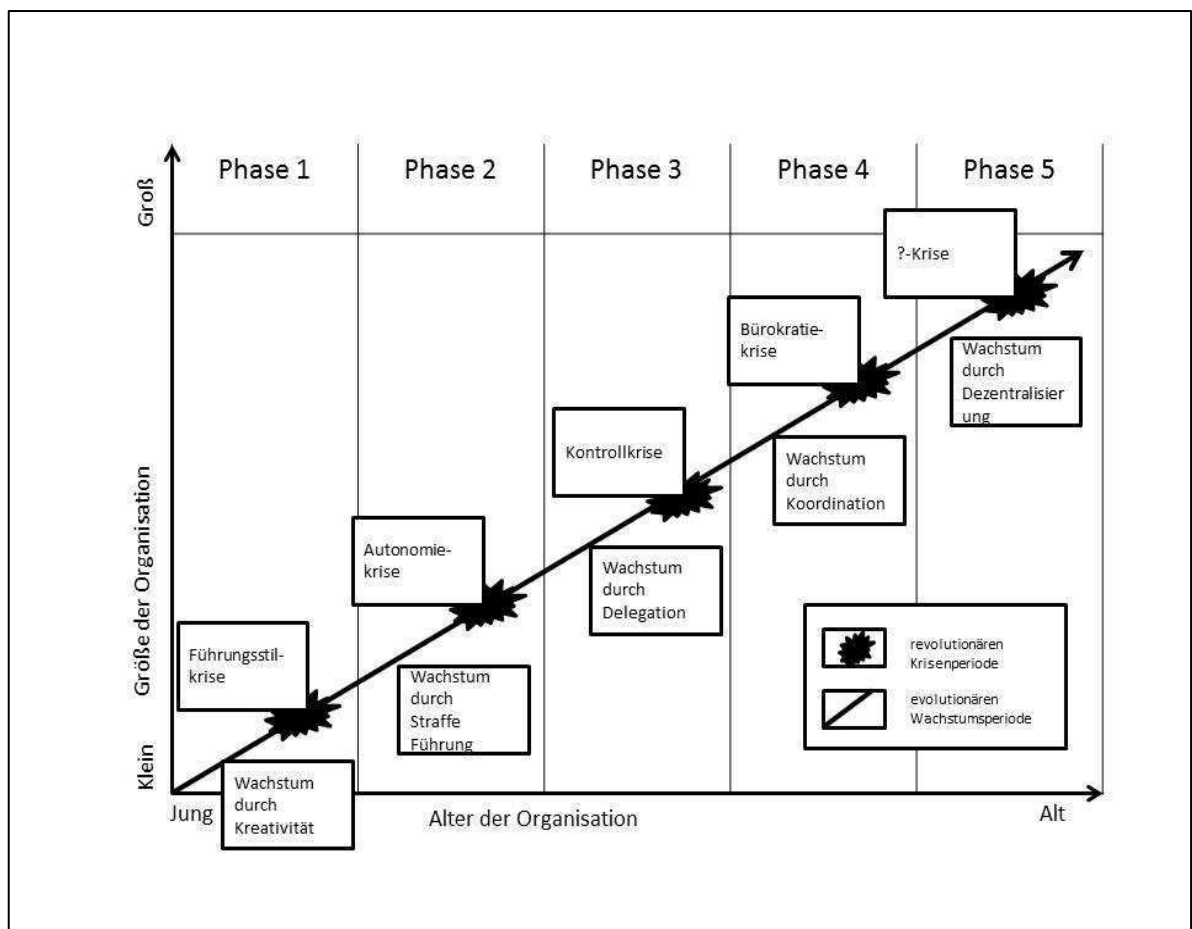 Phase 1
Phase 2
Phase 3
Phase 4
Phase 5
Groß
Größe der Organisation
Klein
?-Krise
Bürokratie-
krise
Wachstum
durch
Dezentralisier
ung
Kontrollkrise
Wachstum
durch
Koordination
Autonomie-
krise
Wachstum
durch
Delegation
Führungsstil-
krise
Wachstum
durch
Straffe
Führung
revolutionären
Krisenperiode
evolutionären
Wachstumsperiode
Wachstum
durch
Kreativität
Jung
Alter der Organisation
Alt